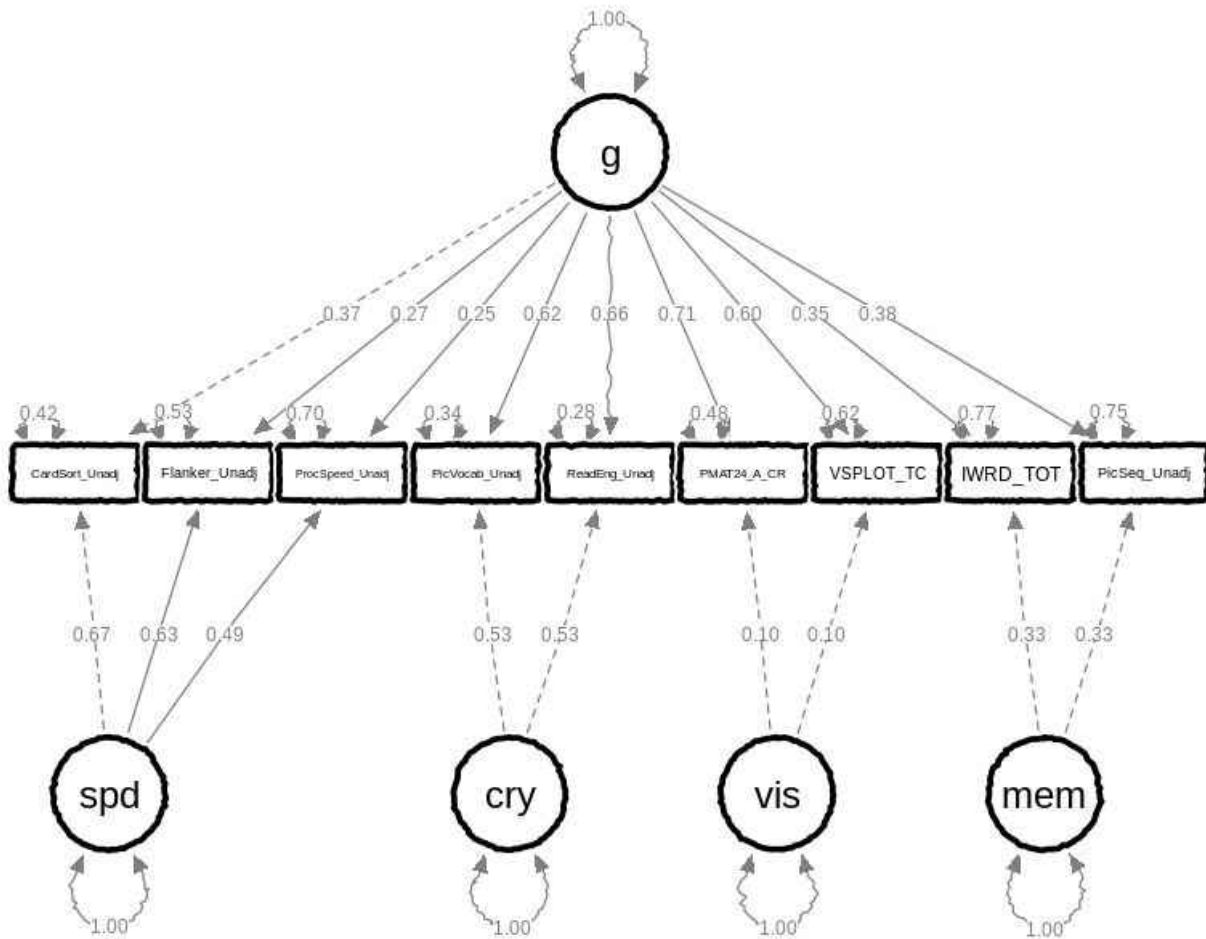 1.00
g
0.37 0.27 0.25 0.62 0.66 0.71 0.60 0.35 0.38
0.42 0.53 0.70 0.34 0.28 0.48 0.62 0.77 0.75
CardSort_Unadj Flanker_Unadj ProcSpeed_Unadj PicVocab_Unadj ReadEng_Unadj PMAT24_A_CR VSPLOT_TC IWRD_TOT PicSeq_Unadj
0.67 0.63 0.49 0.53 0.53 0.10 0.10 0.33 0.33
spd cry vis mem
1.00 1.00 1.00 1.00